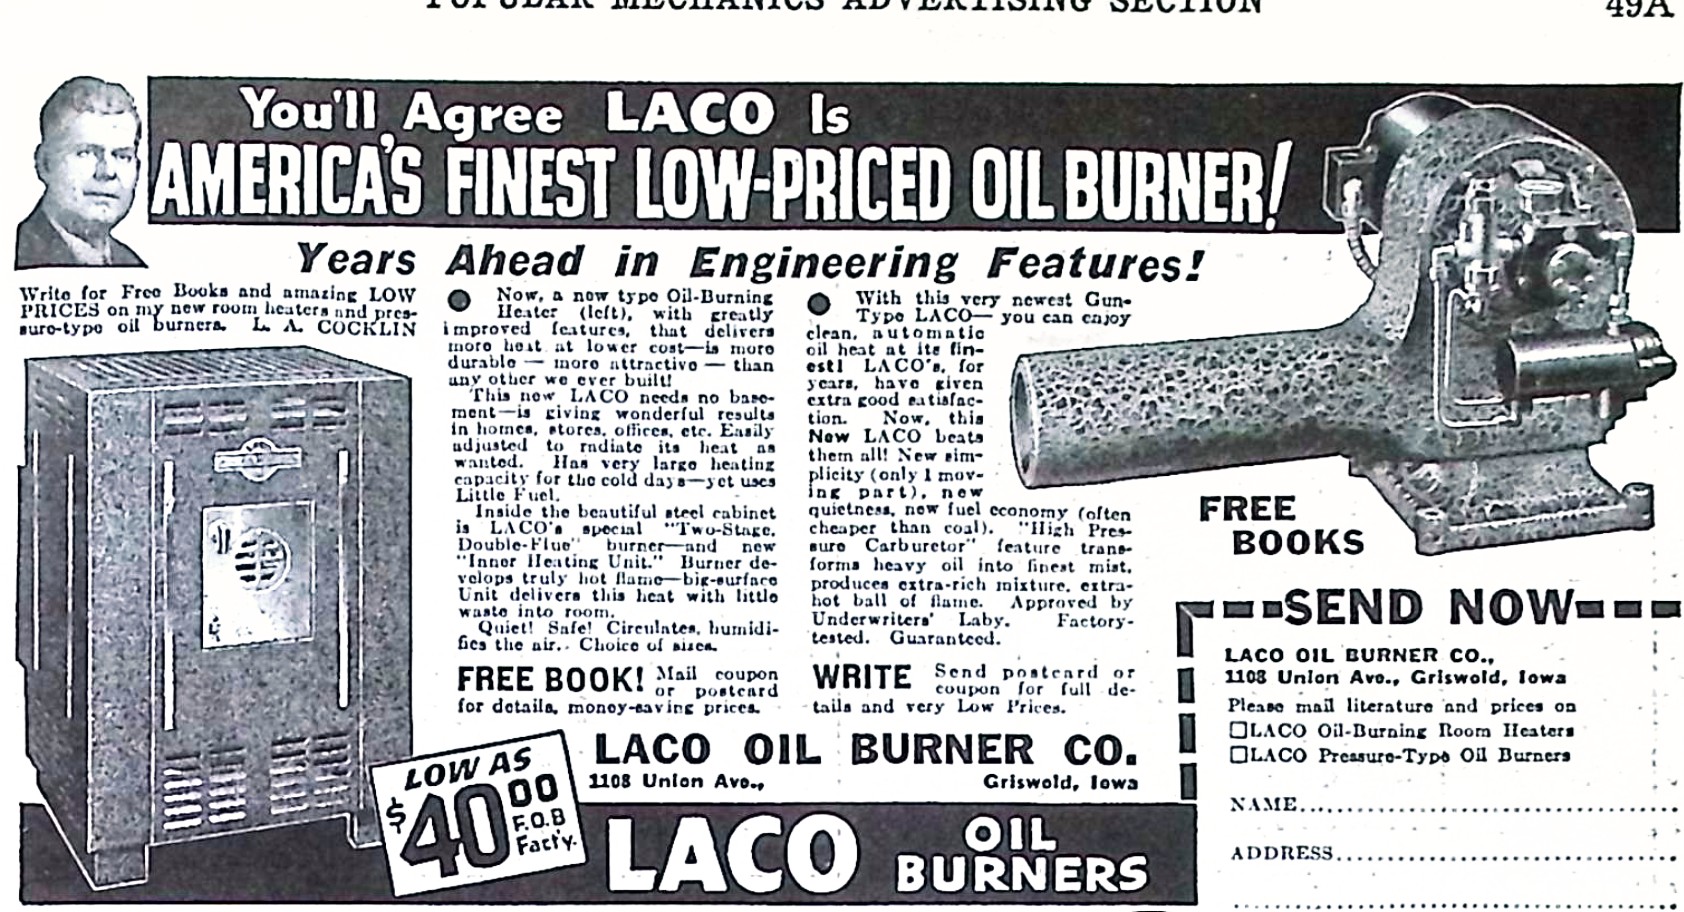 POPULAR MECHANICS ADVERTISING SECTION 49A
You'll Agree LACO Is
AMERICA'S FINEST LOW-PRICED OIL BURNER!
Years Ahead in Engineering Features!
Write for Free Books and amazing LOW
PRICES on my new room heaters and pres-
sure-type oil burners. L. A. COCKLIN
Now, a new type Oil-Burning
Heater (left), with greatly
improved features, that delivers
more heat at lower cost—is more
durable — more attractive — than
any other we ever built!
This new LACO needs no base-
ment—is giving wonderful results
in homes, stores, offices, etc. Easily
adjusted to radiate its heat as
wanted. Has very large heating
capacity for the cold days—yet uses
Little Fuel.
Inside the beautiful steel cabinet
is LACO's special "Two-Stage,
Double-Flue" burner—and new
"Inner Heating Unit." Burner de-
velops truly hot flame—big-surface
Unit delivers this heat with little
waste into room.
Quiet! Safe! Circulates, humidi-
fies the air. Choice of sizes.
FREE BOOK! Mail coupon
or postcard
for details, money-saving prices.
With this very newest Gun-
Type LACO— you can enjoy
clean, automatic
oil heat at its fin-
est! LACO's, for
years, have given
extra good satisfac-
tion. Now, this
New LACO beats
them all! New sim-
plicity (only 1 mov-
ing part), new
quietness, new fuel economy (often
cheaper than coal). "High Pres-
sure Carburetor" feature trans-
forms heavy oil into finest mist,
produces extra-rich mixture, extra-
hot ball of flame. Approved by
Underwriters' Laby. Factory-
tested. Guaranteed.
WRITE Send postcard or
coupon for full de-
tails and very Low Prices.
FREE
BOOKS
SEND NOW
LACO OIL BURNER CO.,
1108 Union Ave., Griswold, Iowa
Please mail literature and prices on
☐LACO Oil-Burning Room Heaters
☐LACO Pressure-Type Oil Burners
NAME
ADDRESS
LOW AS
$40.00
F.O.B
Fact'y.
LACO OIL BURNER CO.
1108 Union Ave., Griswold, Iowa
LACO OIL
BURNERS